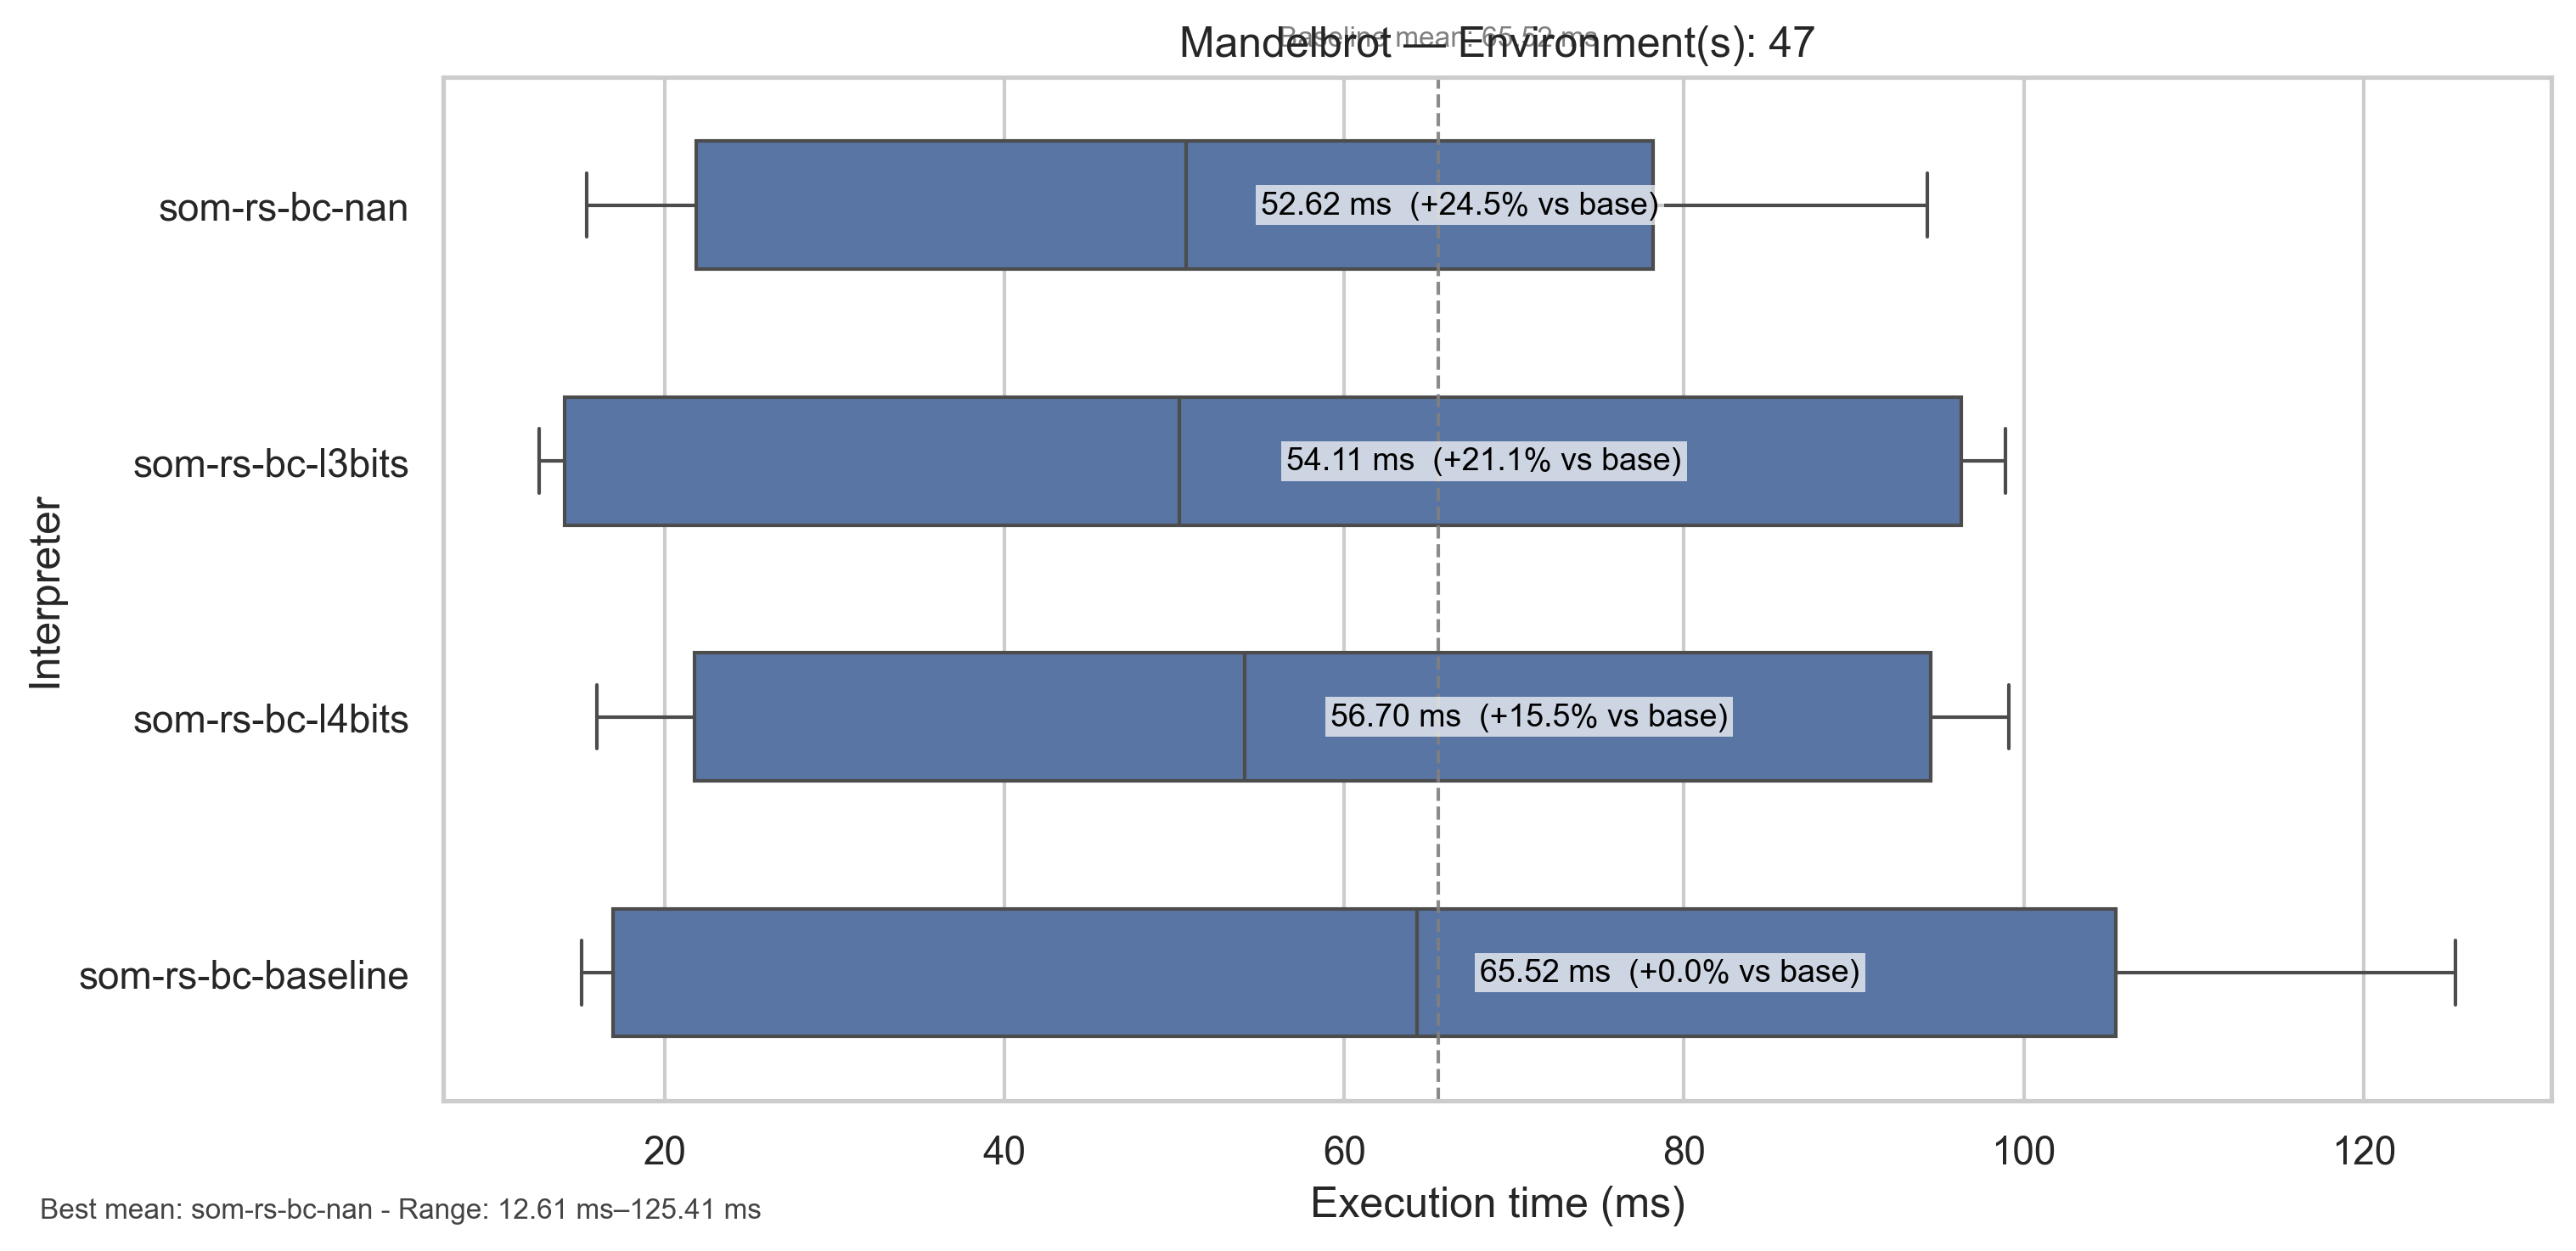 Baseline mean: 65.52 ms
Mandelbrot — Environment(s): 47
som-rs-bc-nan
52.62 ms (+24.5% vs base)
som-rs-bc-l3bits
54.11 ms (+21.1% vs base)
Interpreter
som-rs-bc-l4bits
56.70 ms (+15.5% vs base)
som-rs-bc-baseline
65.52 ms (+0.0% vs base)
20 40 60 80 100 120
Execution time (ms)
Best mean: som-rs-bc-nan - Range: 12.61 ms–125.41 ms